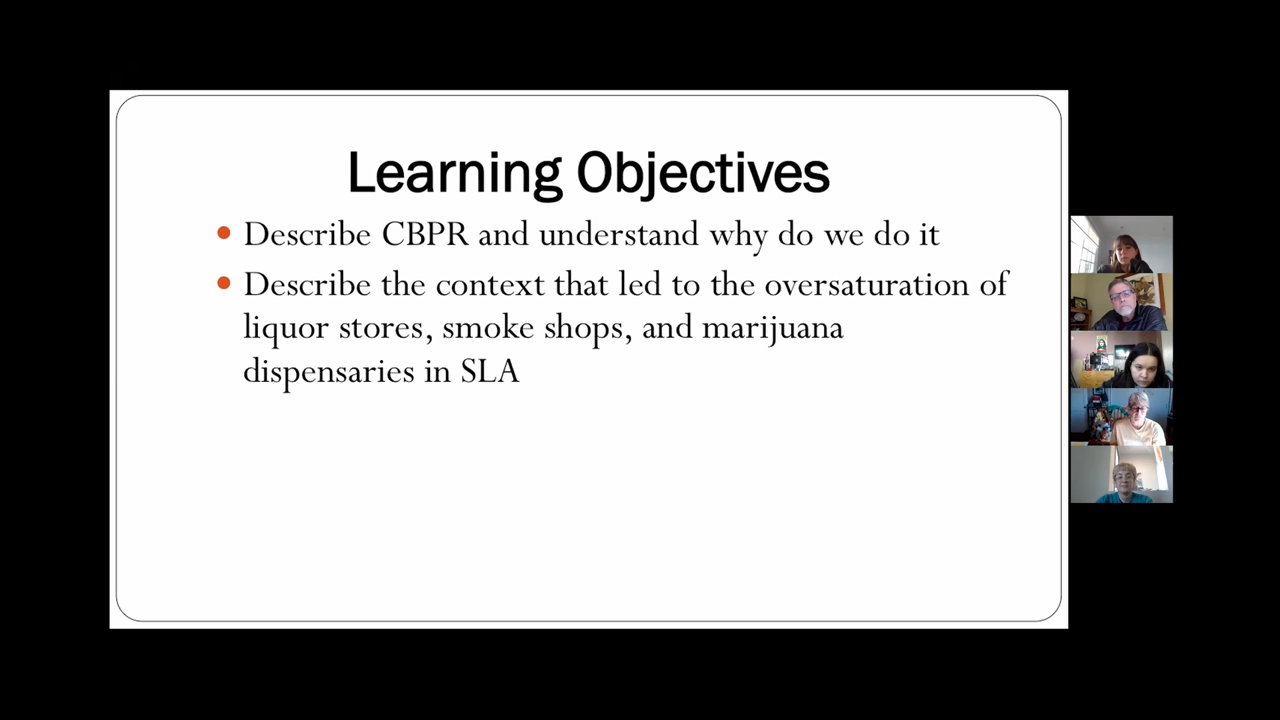 Learning Objectives
Describe CBPR and understand why do we do it
Describe the context that led to the oversaturation of
liquor stores, smoke shops, and marijuana
dispensaries in SLA